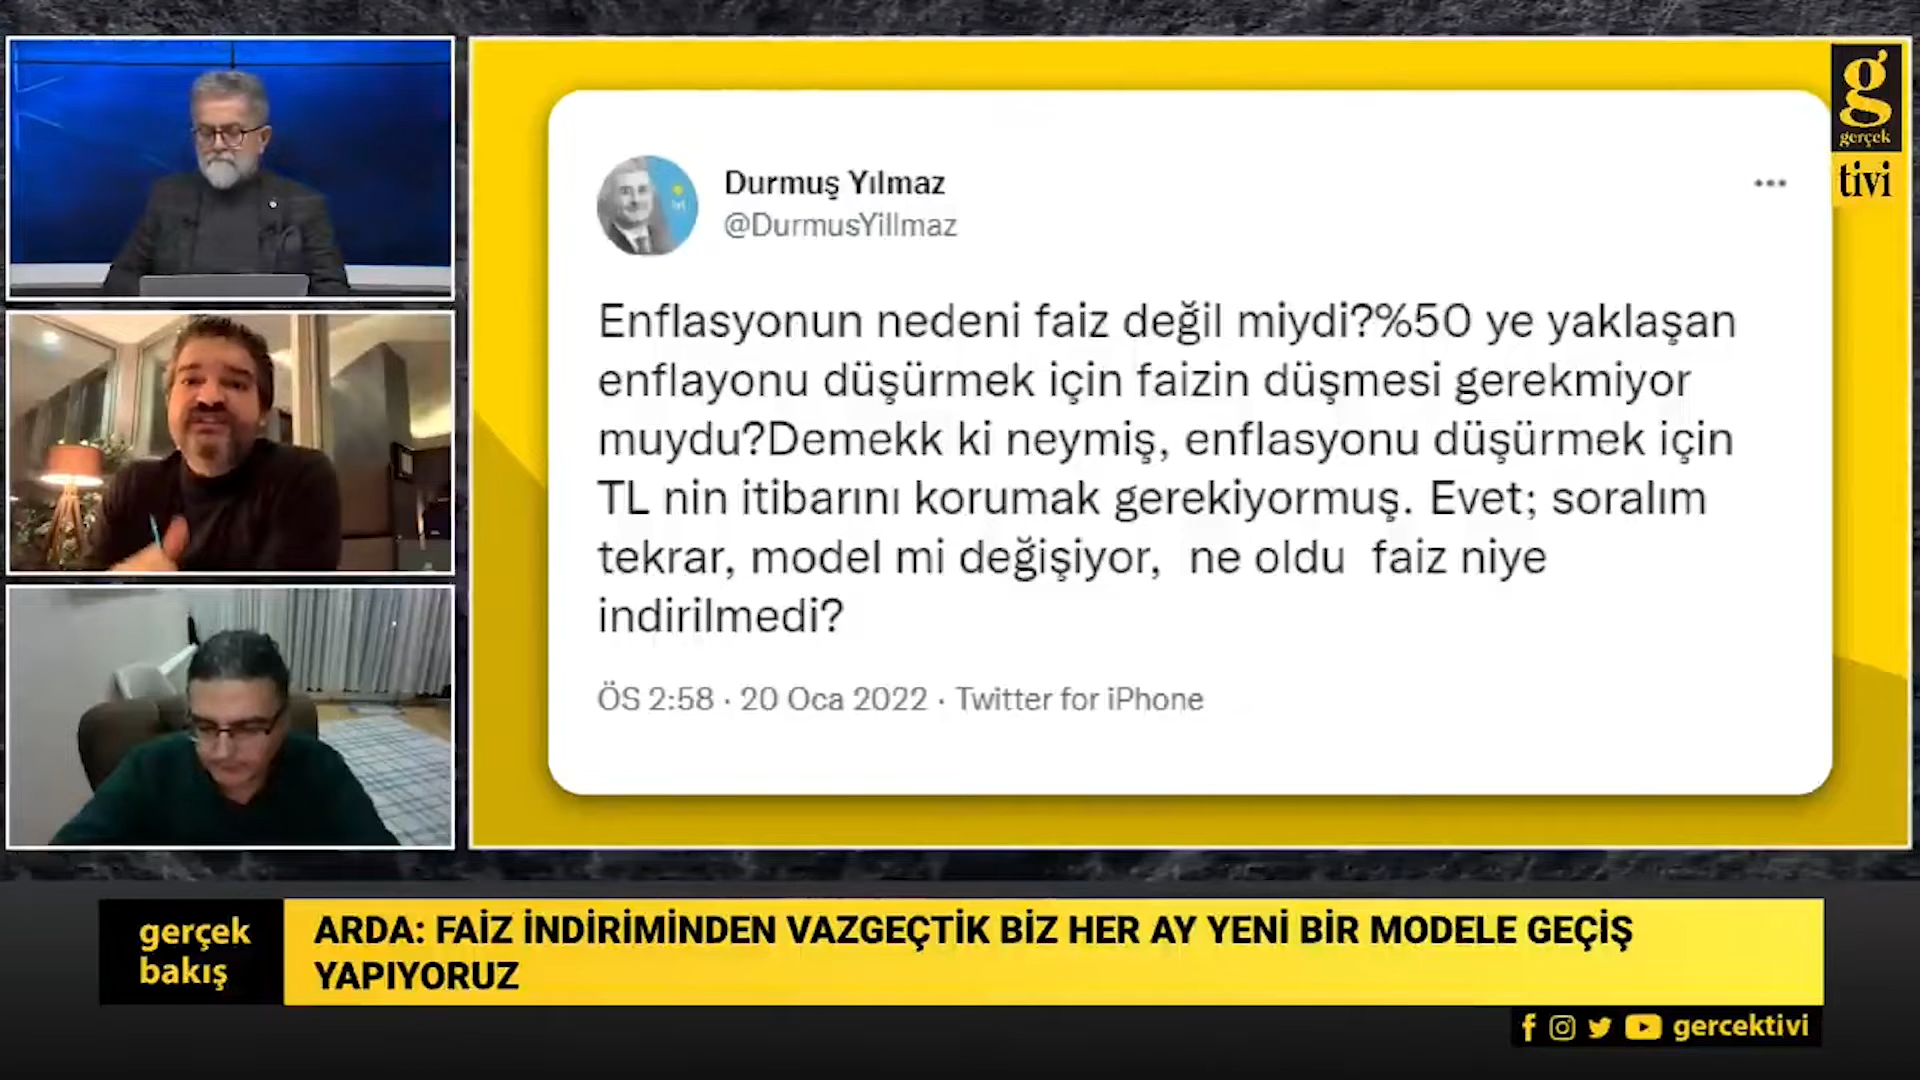 g
gerçek
tivi
Durmuş Yılmaz
@DurmusYillmaz
Enflasyonun nedeni faiz değil miydi?%50 ye yaklaşan
enflayonu düşürmek için faizin düşmesi gerekmiyor
muydu?Demekk ki neymiş, enflasyonu düşürmek için
TL nin itibarını korumak gerekiyormuş. Evet; soralım
tekrar, model mi değişiyor, ne oldu faiz niye
indirilmedi?
ÖS 2:58 · 20 Oca 2022 · Twitter for iPhone
gerçek
bakış
ARDA: FAİZ İNDİRİMİNDEN VAZGEÇTİK BİZ HER AY YENİ BİR MODELE GEÇİŞ
YAPIYORUZ
gercektivi